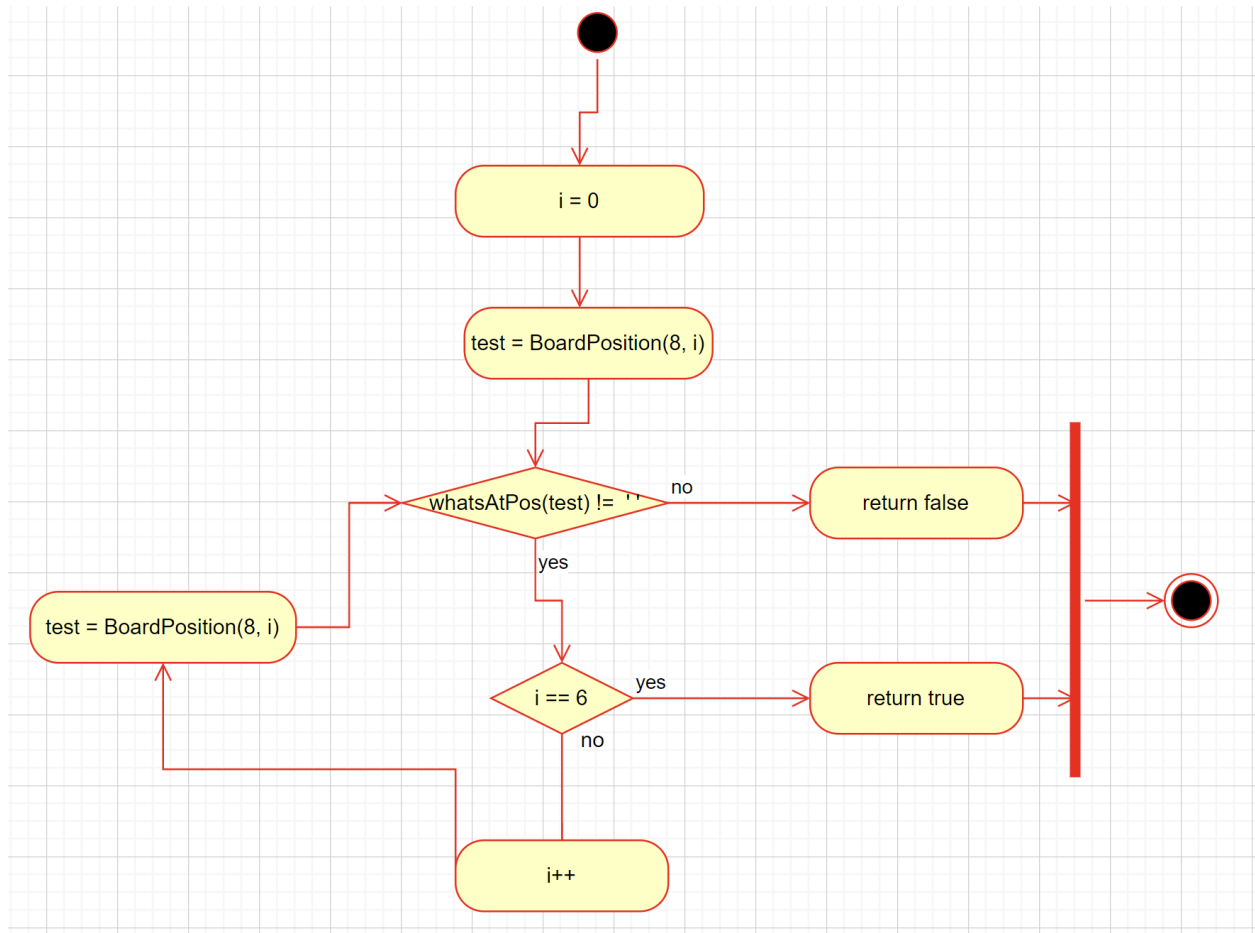 i = 0
test = BoardPosition(8, i)
whatsAtPos(test) != ' '
no
return false
yes
test = BoardPosition(8, i)
i == 6
yes
return true
no
i++